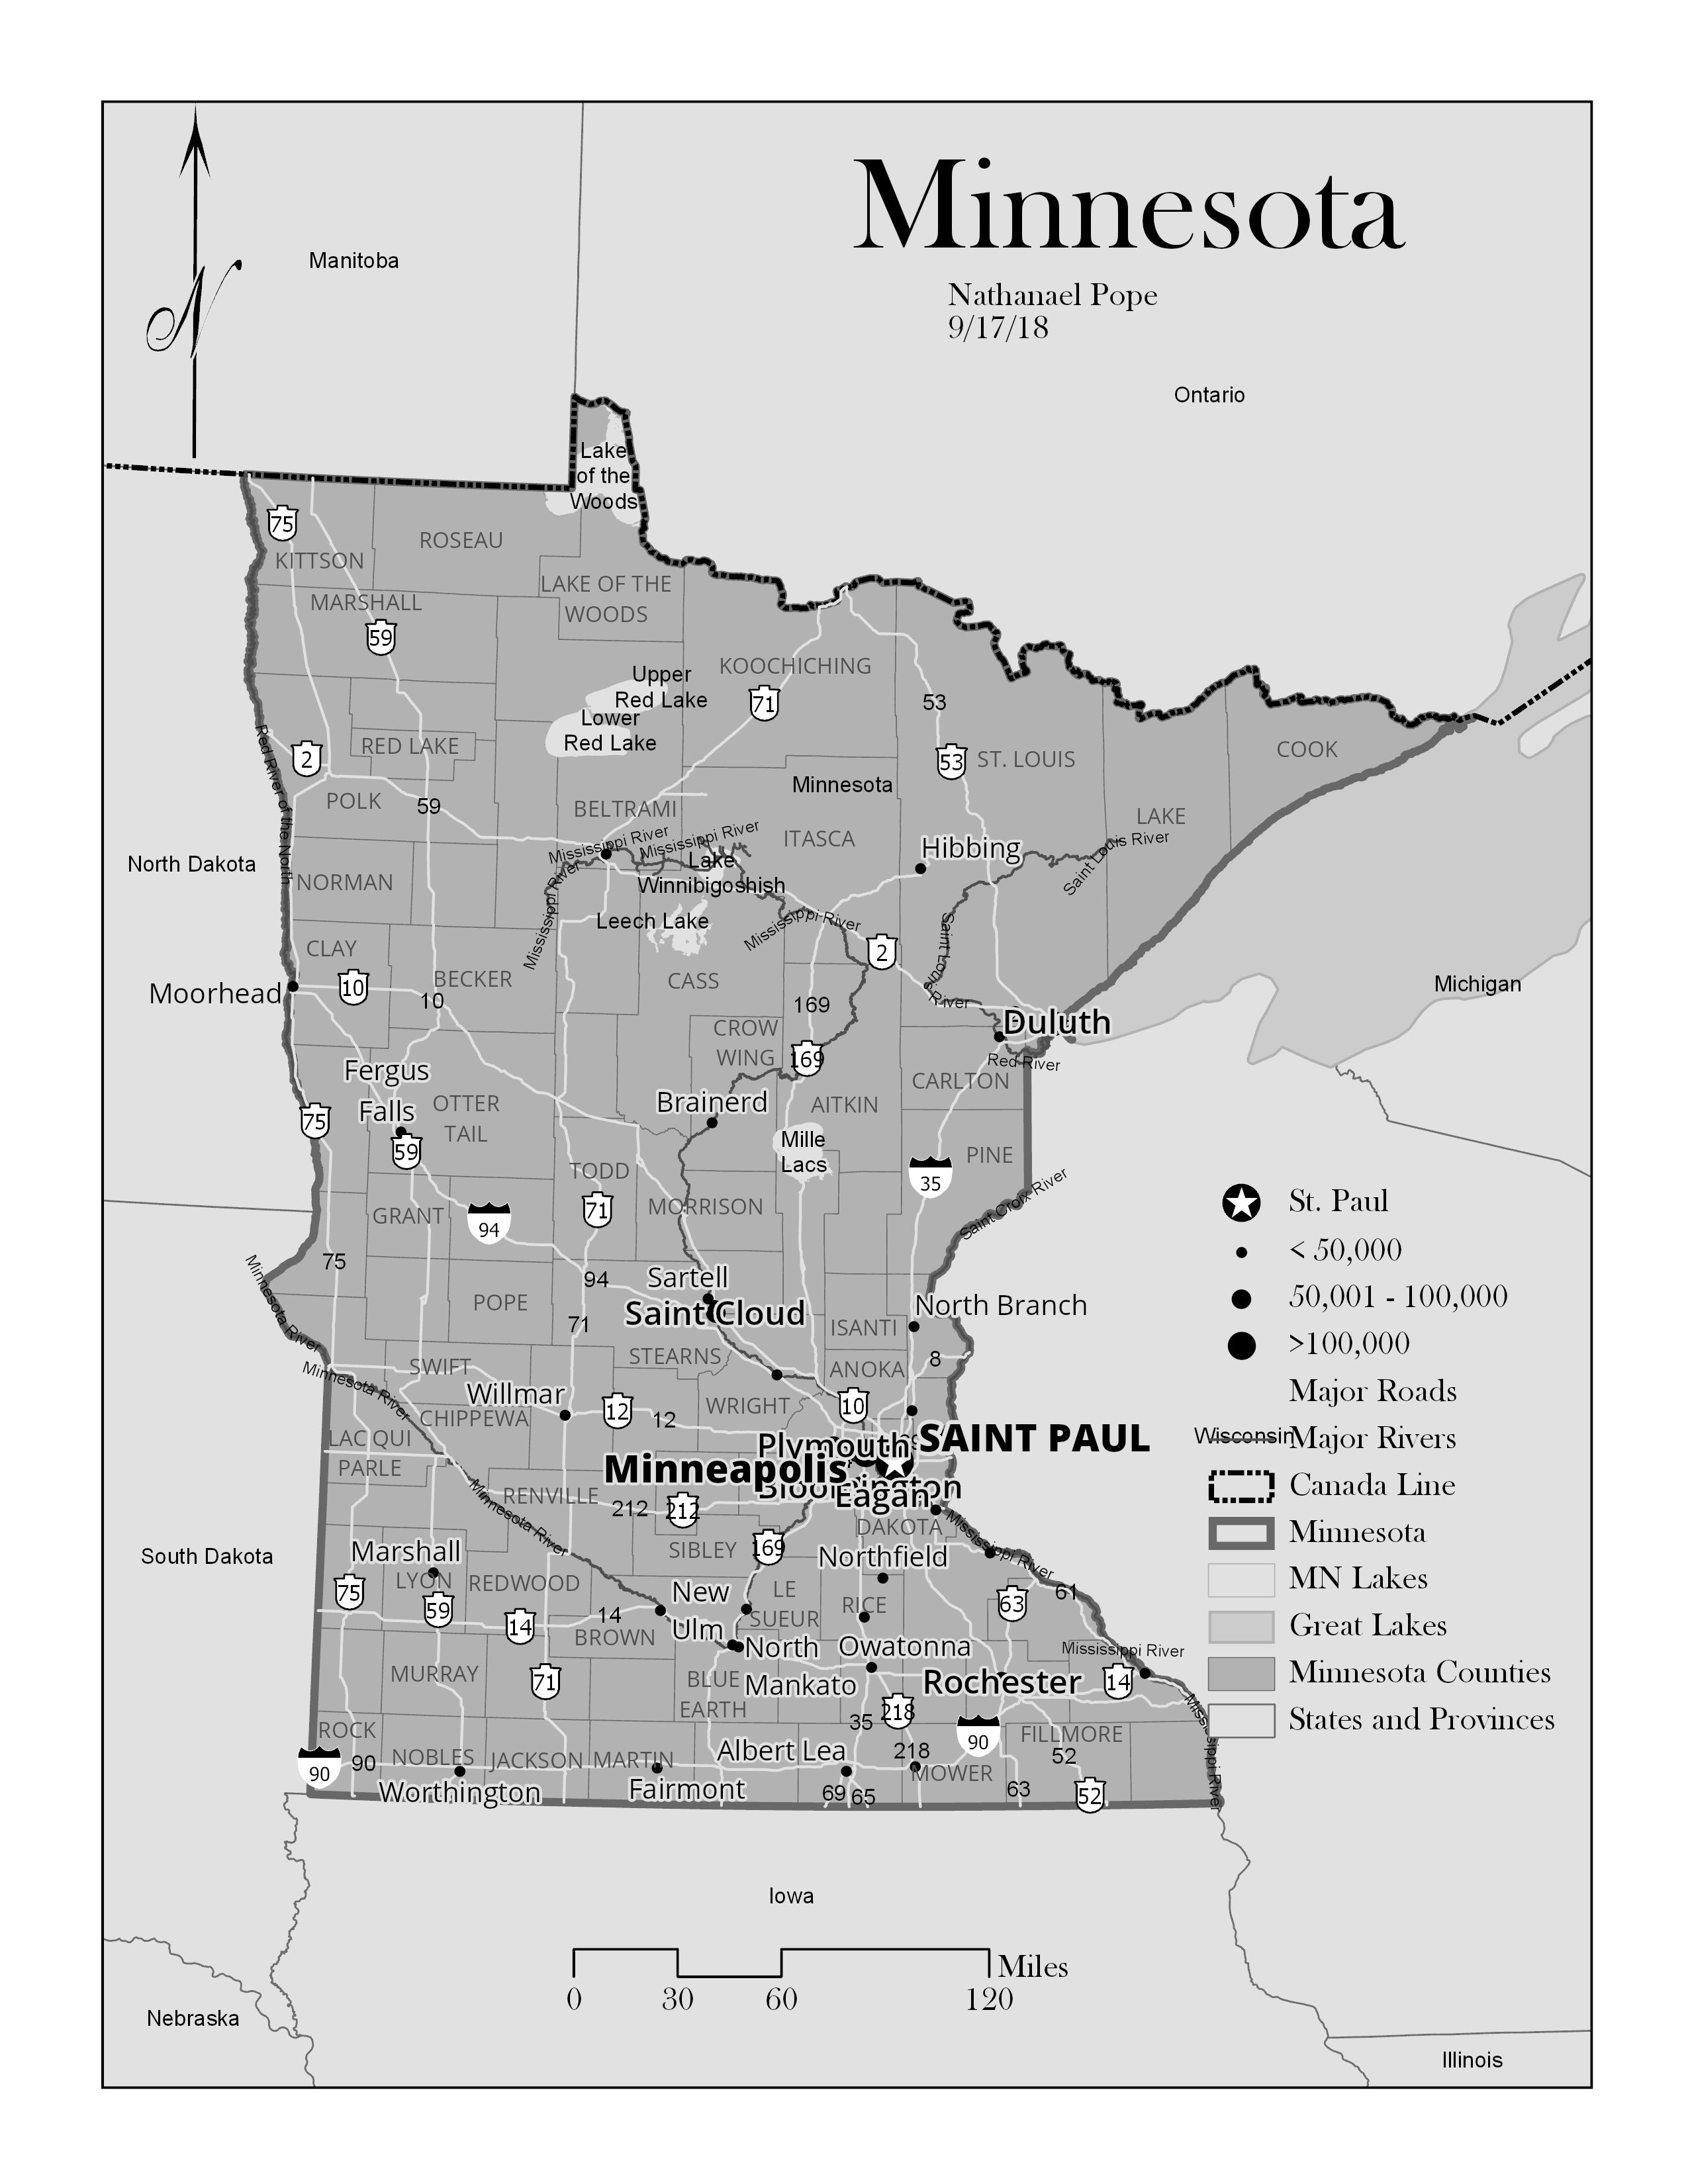 Minnesota
Nathanael Pope
9/17/18
N
Manitoba
Ontario
Lake
of the
Woods
75
KITTSON
ROSEAU
LAKE OF THE
WOODS
MARSHALL
59
KOOCHICHING
Upper
Red Lake
71
53
Lower
Red Lake
RED LAKE
2
53
ST. LOUIS
COOK
Red River of the North
Minnesota
POLK
59
BELTRAMI
ITASCA
LAKE
Mississippi River
Mississippi River
Hibbing
Saint Louis River
North Dakota
Lake
Winnibigoshish
NORMAN
Mississippi River
Leech Lake
Mississippi River
Saint Louis River
CLAY
2
BECKER
CASS
Michigan
Moorhead
10
10
169
Duluth
CROW
WING
169
Red River
Fergus
Falls
CARLTON
Brainerd
OTTER
TAIL
AITKIN
75
59
Mille
Lacs
PINE
35
TODD
Saint Croix River
71
MORRISON
GRANT
94
St. Paul
< 50,000
50,001 - 100,000
>100,000
Major Roads
Wisconsin
Major Rivers
Canada Line
Minnesota
MN Lakes
Great Lakes
Minnesota Counties
States and Provinces
75
94
Minnesota River
Sartell
Saint Cloud
POPE
North Branch
71
ISANTI
STEARNS
8
ANOKA
SWIFT
Minnesota River
Willmar
12
12
WRIGHT
10
CHIPPEWA
LAC QUI
PARLE
Plymouth
SAINT PAUL
Minneapolis
Bloomington
Eagan
RENVILLE
212
212
Minnesota River
DAKOTA
Mississippi River
South Dakota
Marshall
SIBLEY
169
Northfield
LYON
REDWOOD
75
59
New
Ulm
LE
SUEUR
RICE
63
61
14
14
BROWN
North
Mankato
Owatonna
Mississippi River
MURRAY
71
BLUE
EARTH
Rochester
14
218
35
Mississippi River
ROCK
90
90
NOBLES
JACKSON
MARTIN
Albert Lea
218
90
FILLMORE
52
MOWER
Worthington
Fairmont
69
65
63
52
Iowa
Miles
0
30
60
120
Nebraska
Illinois